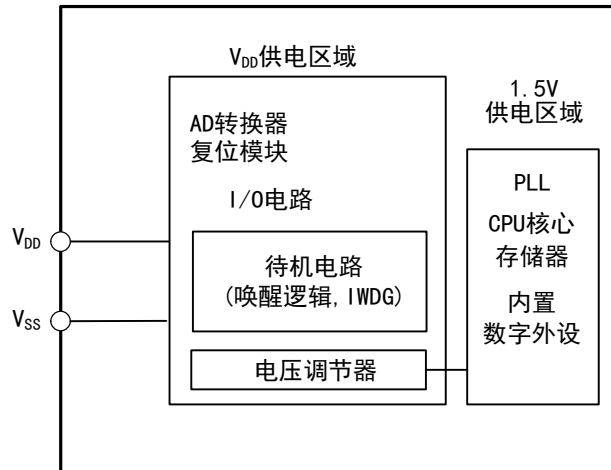 VDD供电区域
1.5V
供电区域
AD转换器
复位模块
I/O电路
待机电路
(唤醒逻辑,IWDG)
电压调节器
PLL
CPU核心
存储器
内置
数字外设
VDD
VSS